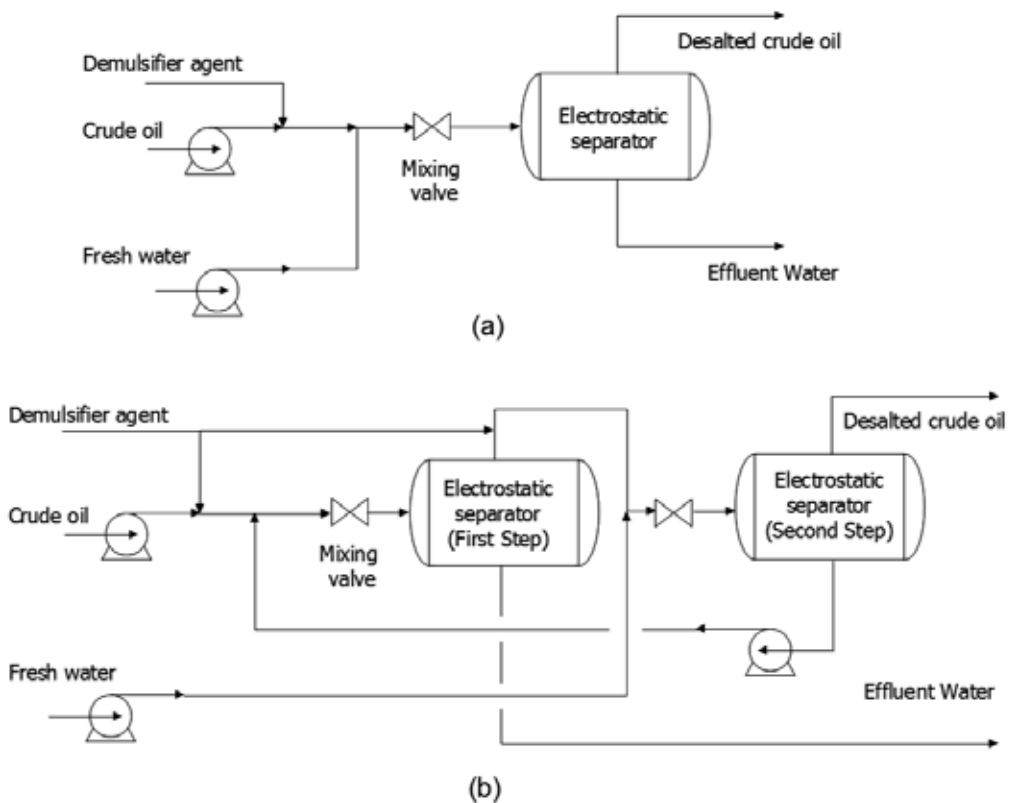 Desalted crude oil
Demulsifier agent
Crude oil
Electrostatic
separator
Mixing
valve
Fresh water
Effluent Water
(a)
Demulsifier agent
Desalted crude oil
Electrostatic
separator
(First Step)
Electrostatic
separator
(Second Step)
Crude oil
Mixing
valve
Fresh water
Effluent Water
(b)